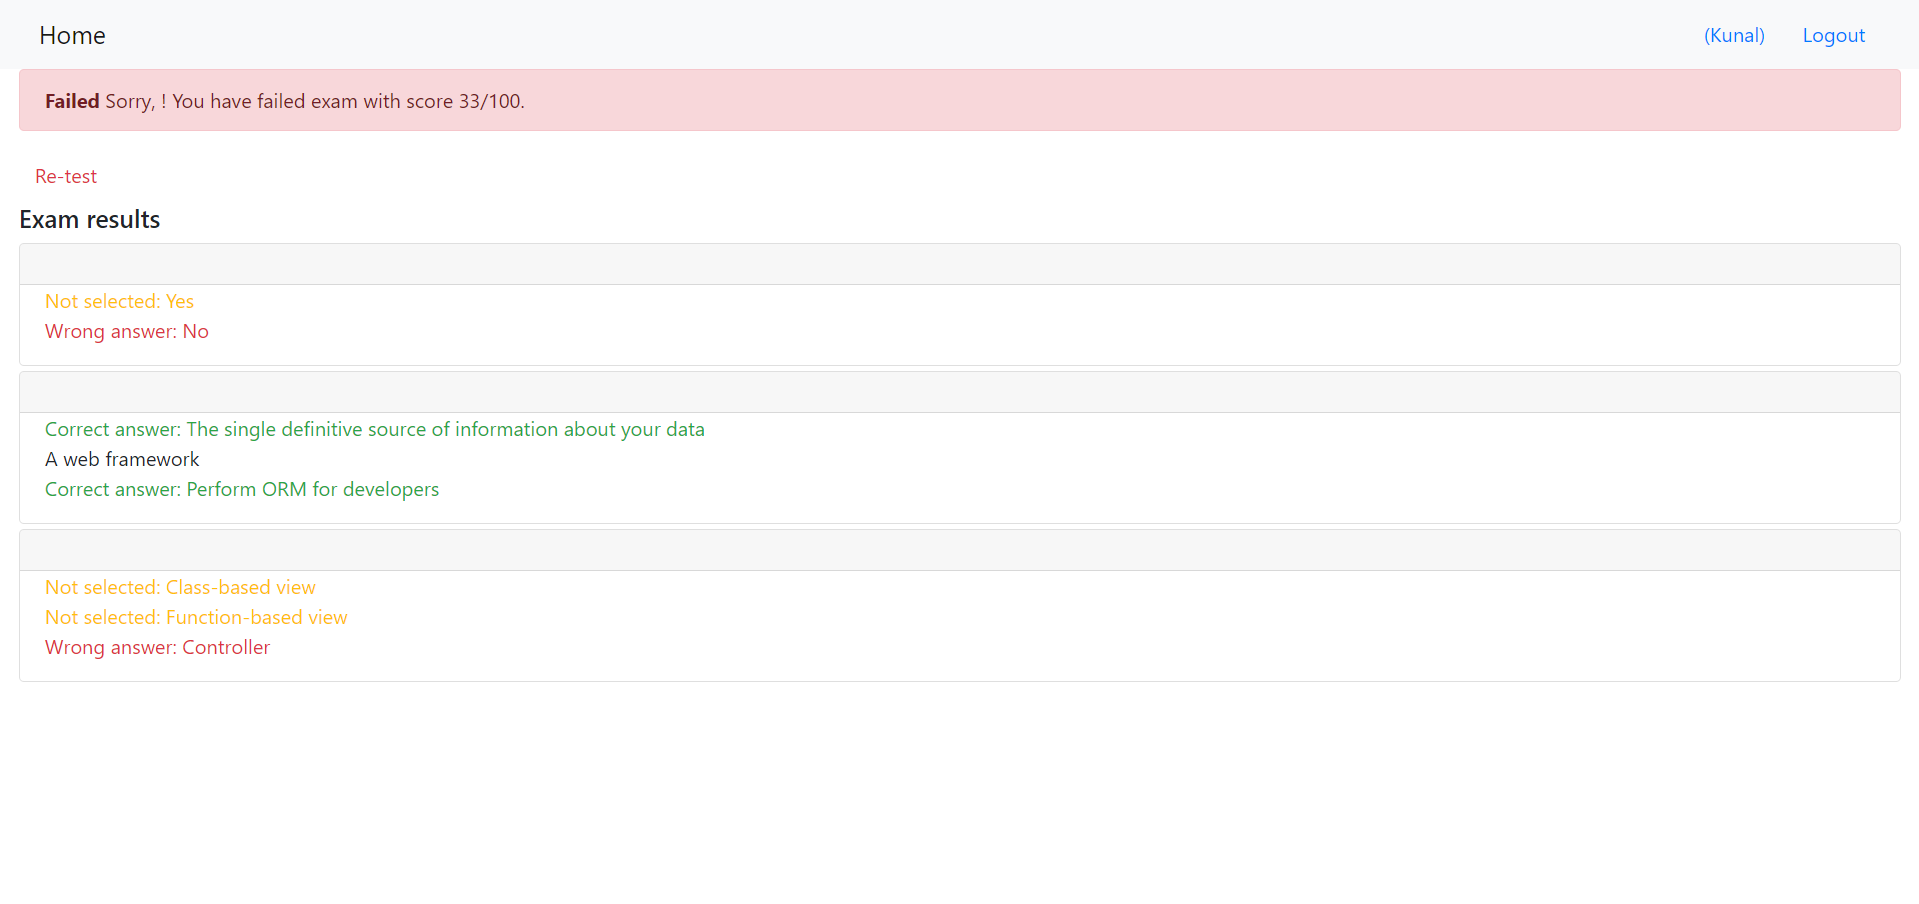 Home (Kunal) Logout
Failed Sorry, ! You have failed exam with score 33/100.
Re-test
Exam results
Not selected: Yes
Wrong answer: No
Correct answer: The single definitive source of information about your data
A web framework
Correct answer: Perform ORM for developers
Not selected: Class-based view
Not selected: Function-based view
Wrong answer: Controller